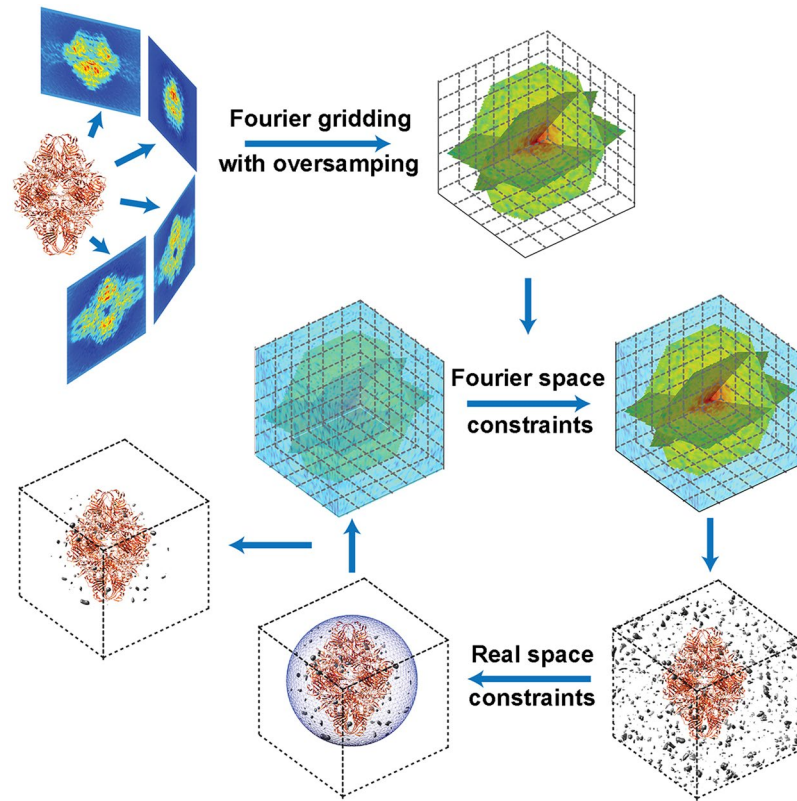 Fourier gridding
with oversamping
Fourier space
constraints
Real space
constraints